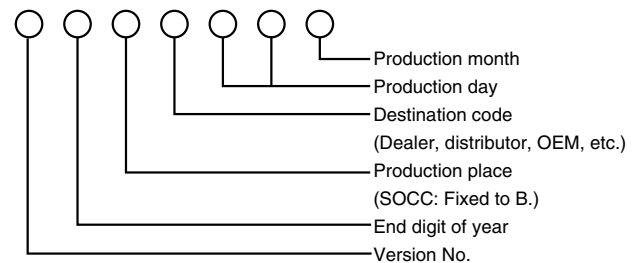 Production month
Production day
Destination code
(Dealer, distributor, OEM, etc.)
Production place
(SOCC: Fixed to B.)
End digit of year
Version No.